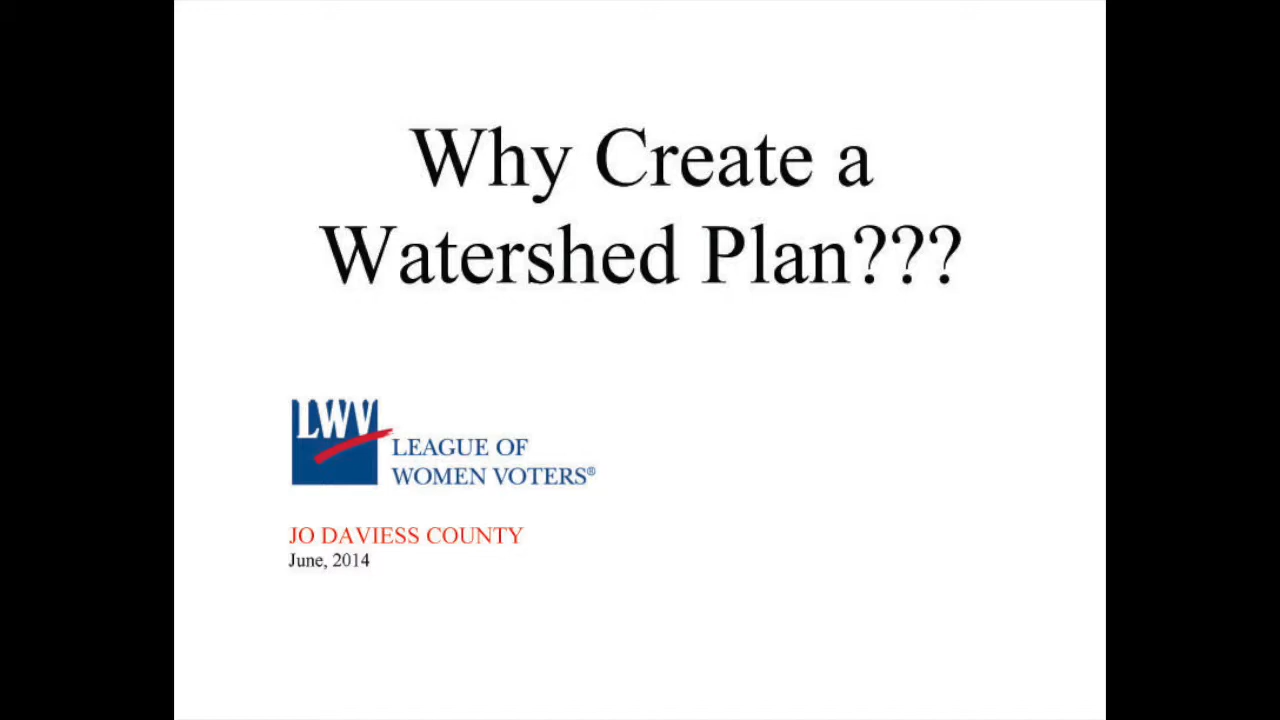 Why Create a
Watershed Plan???
LWV
LEAGUE OF
WOMEN VOTERS®
JO DAVIESS COUNTY
June, 2014